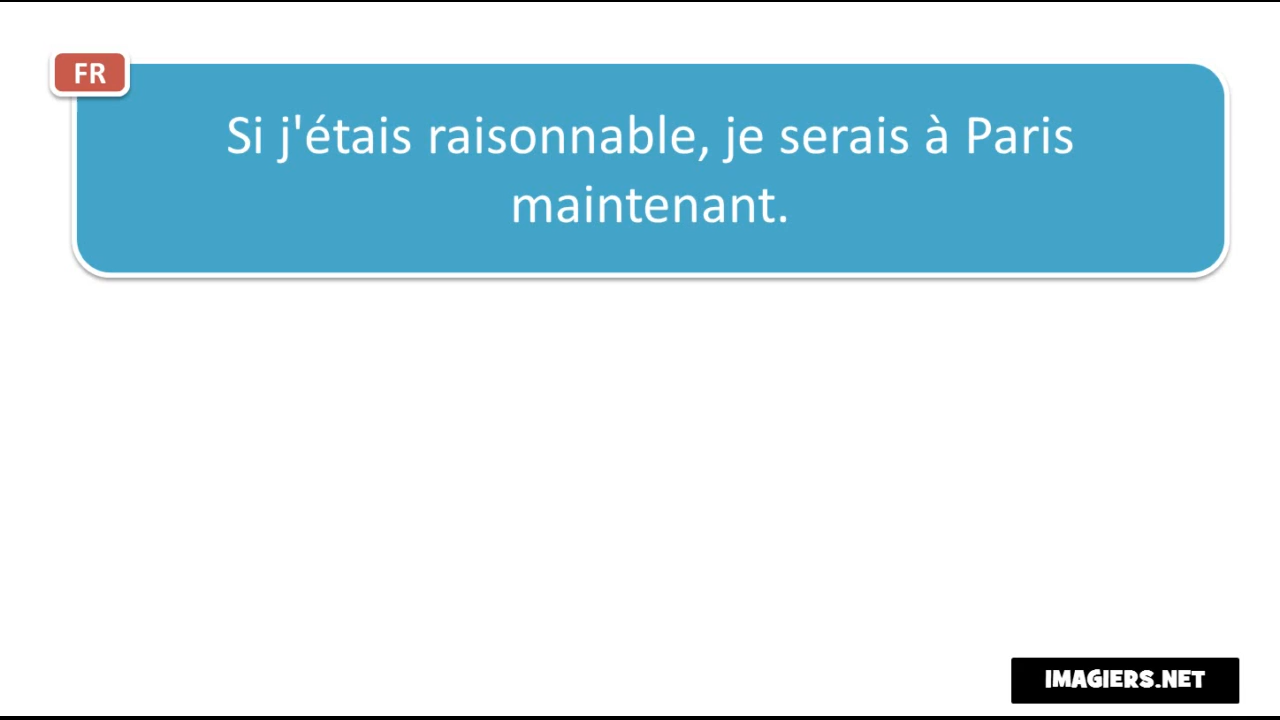 FR
Si j'étais raisonnable, je serais à Paris
maintenant.
IMAGIERS.NET